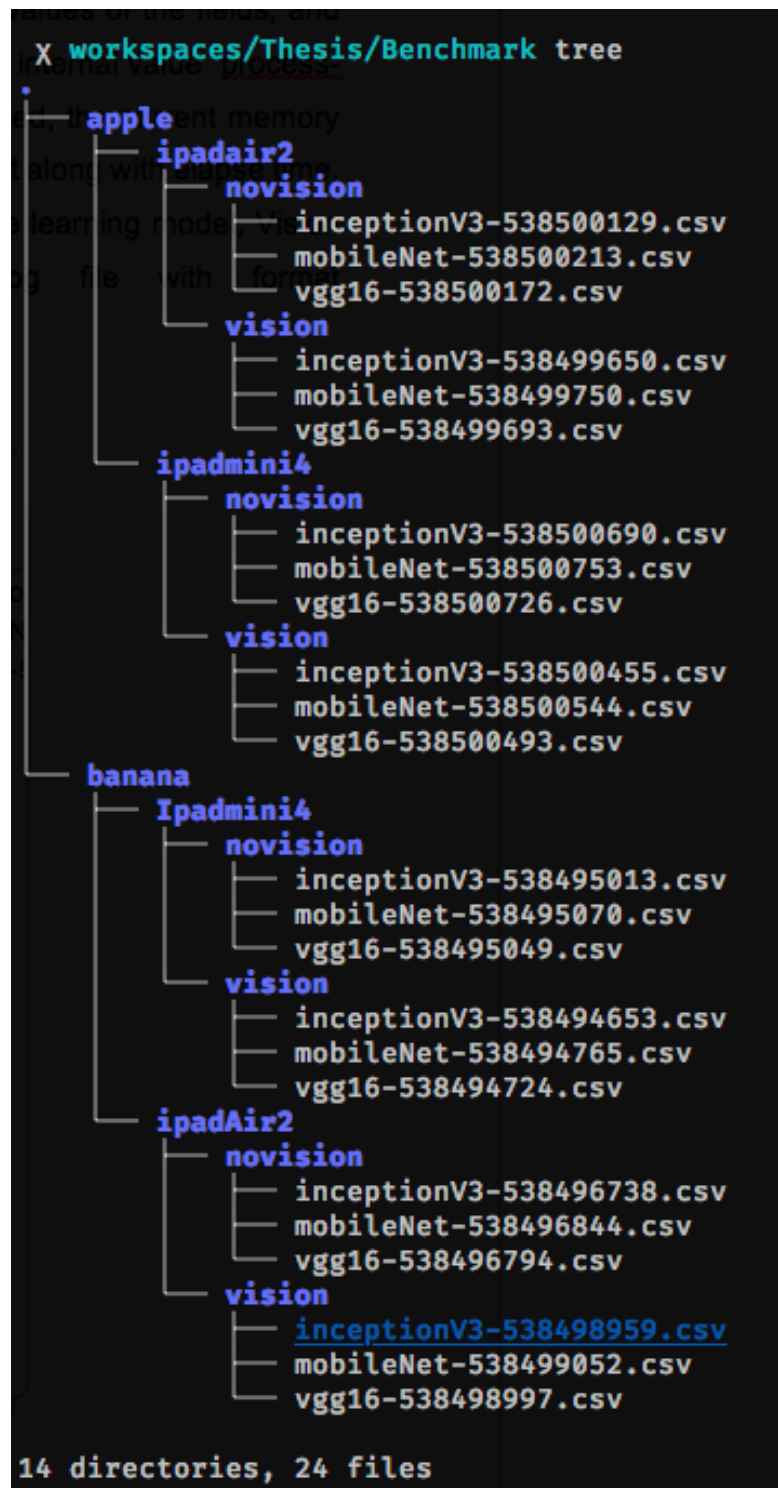 x workspaces/Thesis/Benchmark tree
.
├── apple
│   ├── ipadair2
│   │   ├── novision
│   │   │   ├── inceptionV3-538500129.csv
│   │   │   ├── mobileNet-538500213.csv
│   │   │   └── vgg16-538500172.csv
│   │   └── vision
│   │       ├── inceptionV3-538499650.csv
│   │       ├── mobileNet-538499750.csv
│   │       └── vgg16-538499693.csv
│   └── ipadmini4
│       ├── novision
│       │   ├── inceptionV3-538500690.csv
│       │   ├── mobileNet-538500753.csv
│       │   └── vgg16-538500726.csv
│       └── vision
│           ├── inceptionV3-538500455.csv
│           ├── mobileNet-538500544.csv
│           └── vgg16-538500493.csv
└── banana
    ├── Ipadmini4
    │   ├── novision
    │   │   ├── inceptionV3-538495013.csv
    │   │   ├── mobileNet-538495070.csv
    │   │   └── vgg16-538495049.csv
    │   └── vision
    │       ├── inceptionV3-538494653.csv
    │       ├── mobileNet-538494765.csv
    │       └── vgg16-538494724.csv
    └── ipadAir2
        ├── novision
        │   ├── inceptionV3-538496738.csv
        │   ├── mobileNet-538496844.csv
        │   └── vgg16-538496794.csv
        └── vision
            ├── inceptionV3-538498959.csv
            ├── mobileNet-538499052.csv
            └── vgg16-538498997.csv
14 directories, 24 files